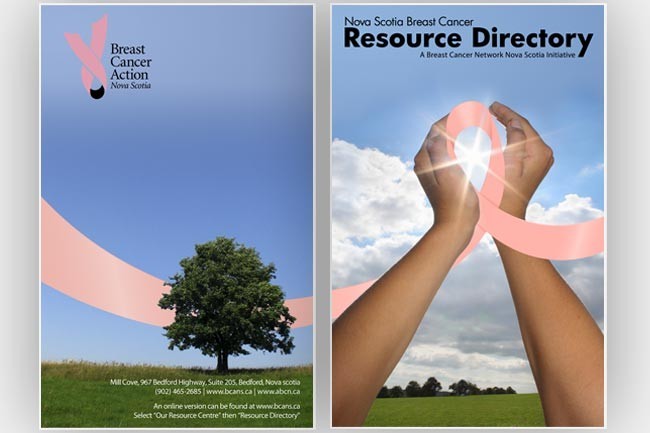 Breast
Cancer
Action
Nova Scotia
Mill Cove, 967 Bedford Highway, Suite 205, Bedford, Nova scotia
(902) 465-2685 | www.bcans.ca | www.abcn.ca
An online version can be found at www.bcans.ca
Select "Our Resource Centre" then "Resource Directory"
Nova Scotia Breast Cancer
Resource Directory
A Breast Cancer Network Nova Scotia Initiative